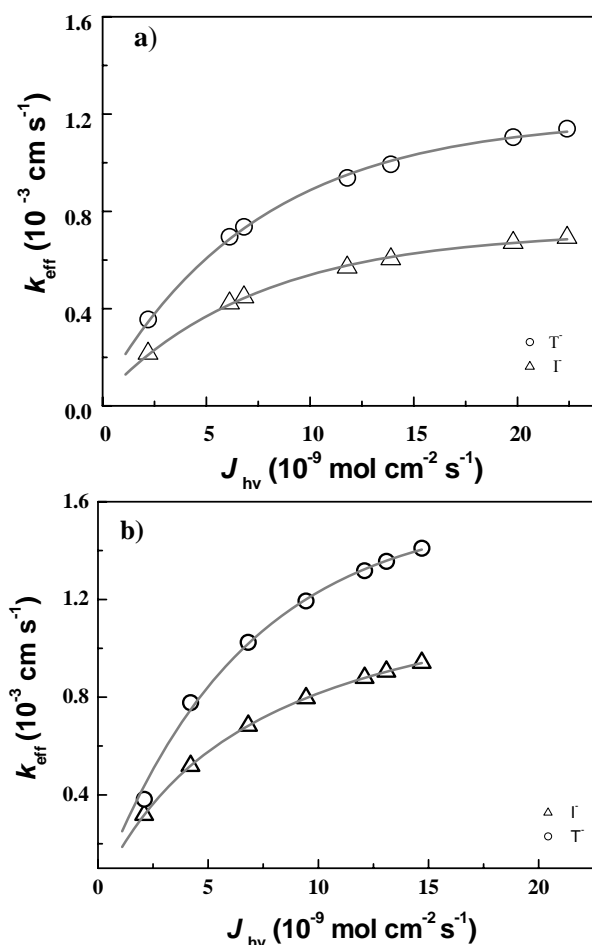 a)
1.6
1.2
0.8
0.4
0.0
k_eff (10^-3 cm s^-1)
0 5 10 15 20
J_hv (10^-9 mol cm^-2 s^-1)
T^-
I^-
b)
1.6
1.2
0.8
0.4
k_eff (10^-3 cm s^-1)
0 5 10 15 20
J_hv (10^-9 mol cm^-2 s^-1)
I^-
T^-